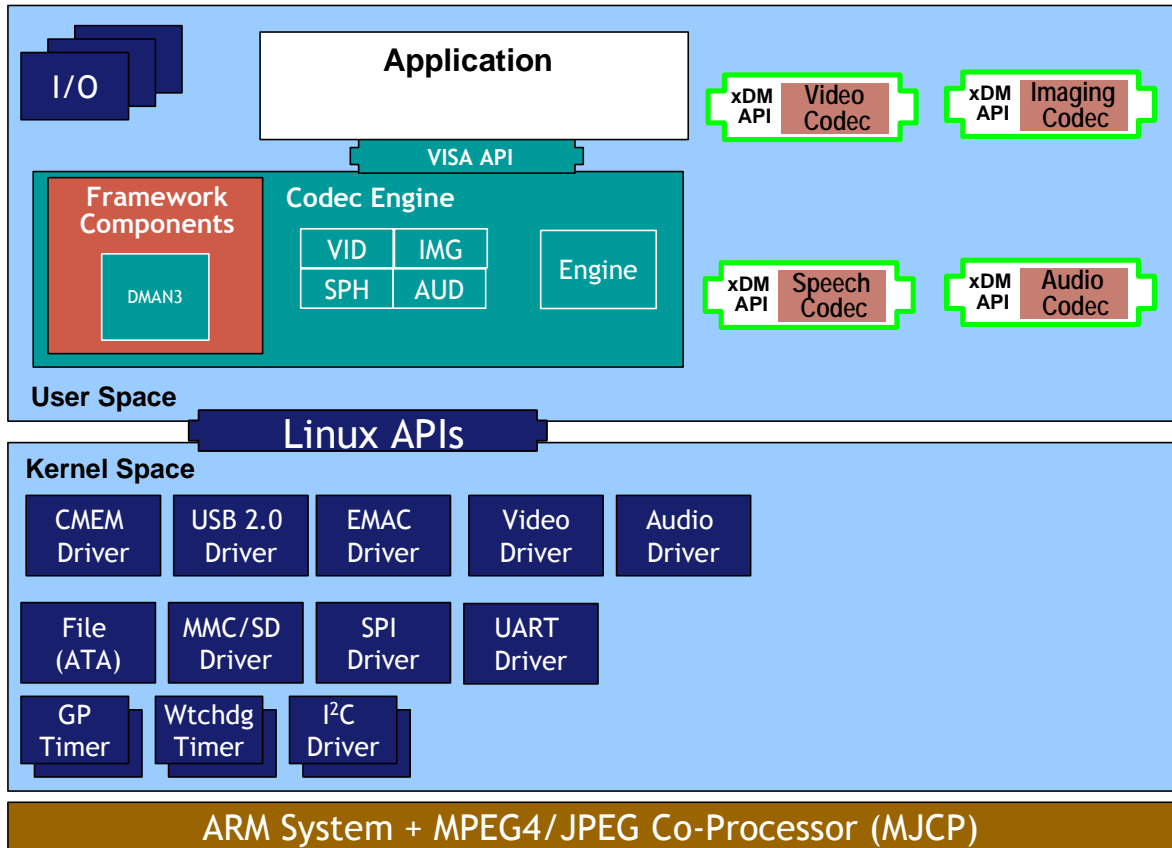 I/O
Application
VISA API
xDM
API
Video
Codec
xDM
API
Imaging
Codec
Framework
Components
DMAN3
Codec Engine
VID
IMG
SPH
AUD
Engine
xDM
API
Speech
Codec
xDM
API
Audio
Codec
User Space
Linux APIs
Kernel Space
CMEM
Driver
USB 2.0
Driver
EMAC
Driver
Video
Driver
Audio
Driver
File
(ATA)
MMC/SD
Driver
SPI
Driver
UART
Driver
GP
Timer
Wtchdg
Timer
I²C
Driver
ARM System + MPEG4/JPEG Co-Processor (MJCP)